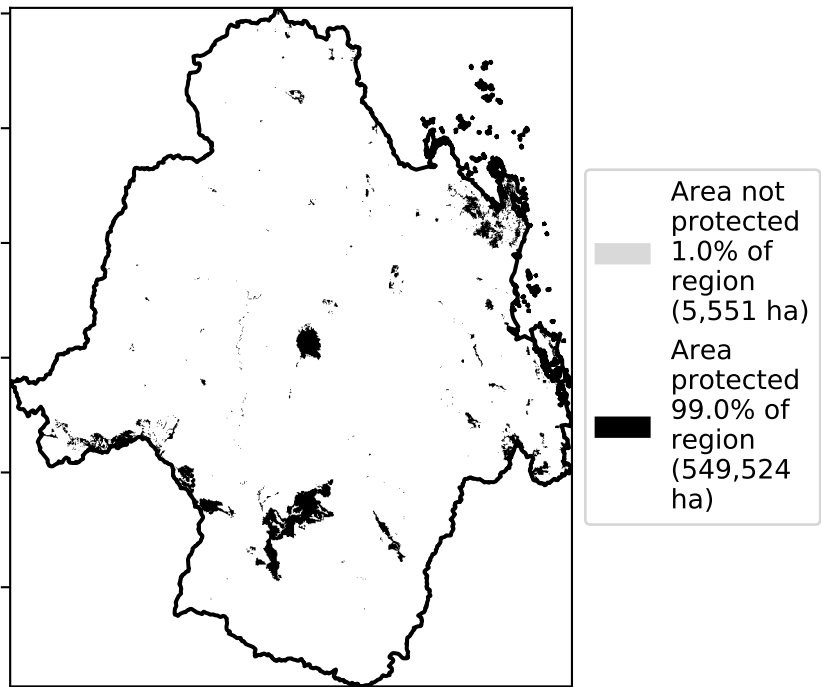 Area not
protected
1.0% of
region
(5,551 ha)
Area
protected
99.0% of
region
(549,524
ha)